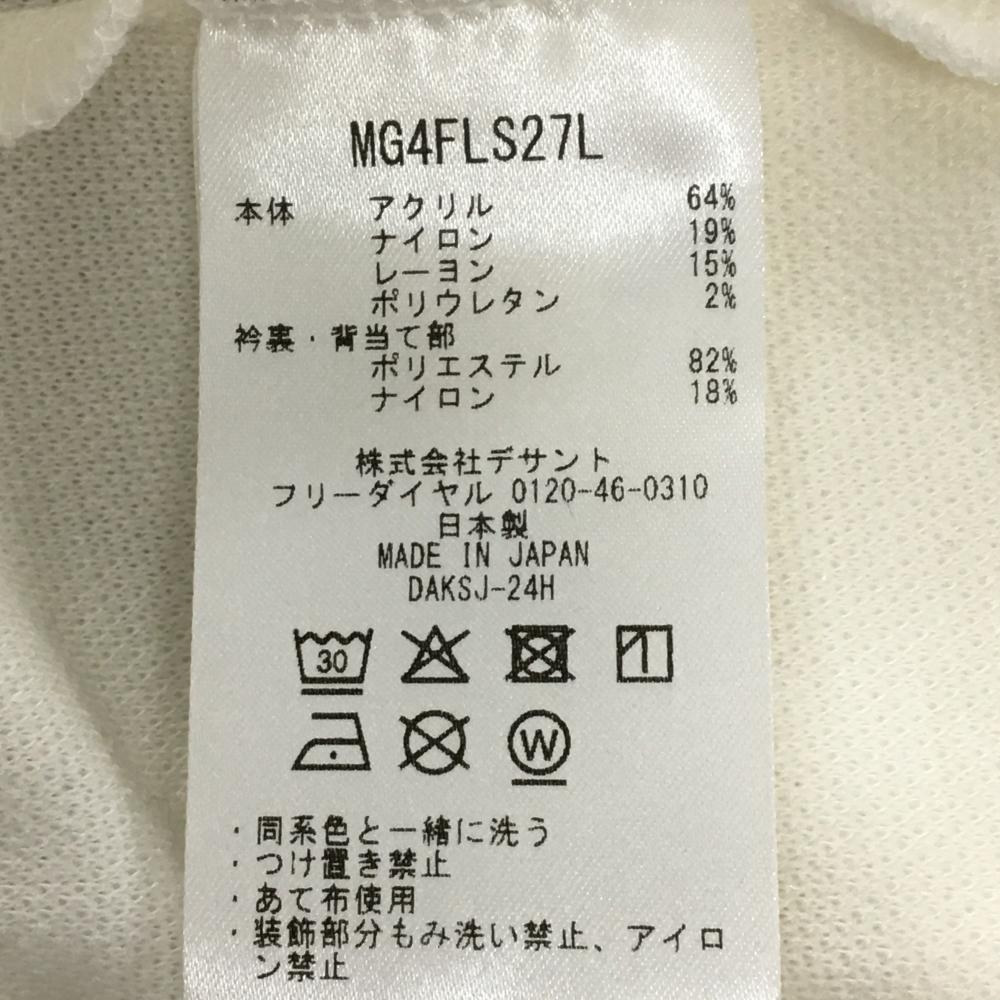 MG4FLS27L
本体 アクリル 64%
ナイロン 19%
レーヨン 15%
ポリウレタン 2%
衿裏・背当て部
ポリエステル 82%
ナイロン 18%
株式会社デサント
フリーダイヤル 0120-46-0310
日本製
MADE IN JAPAN
DAKSJ-24H
30
W
・同系色と一緒に洗う
・つけ置き禁止
・あて布使用
・装飾部分もみ洗い禁止、アイロ
ン禁止